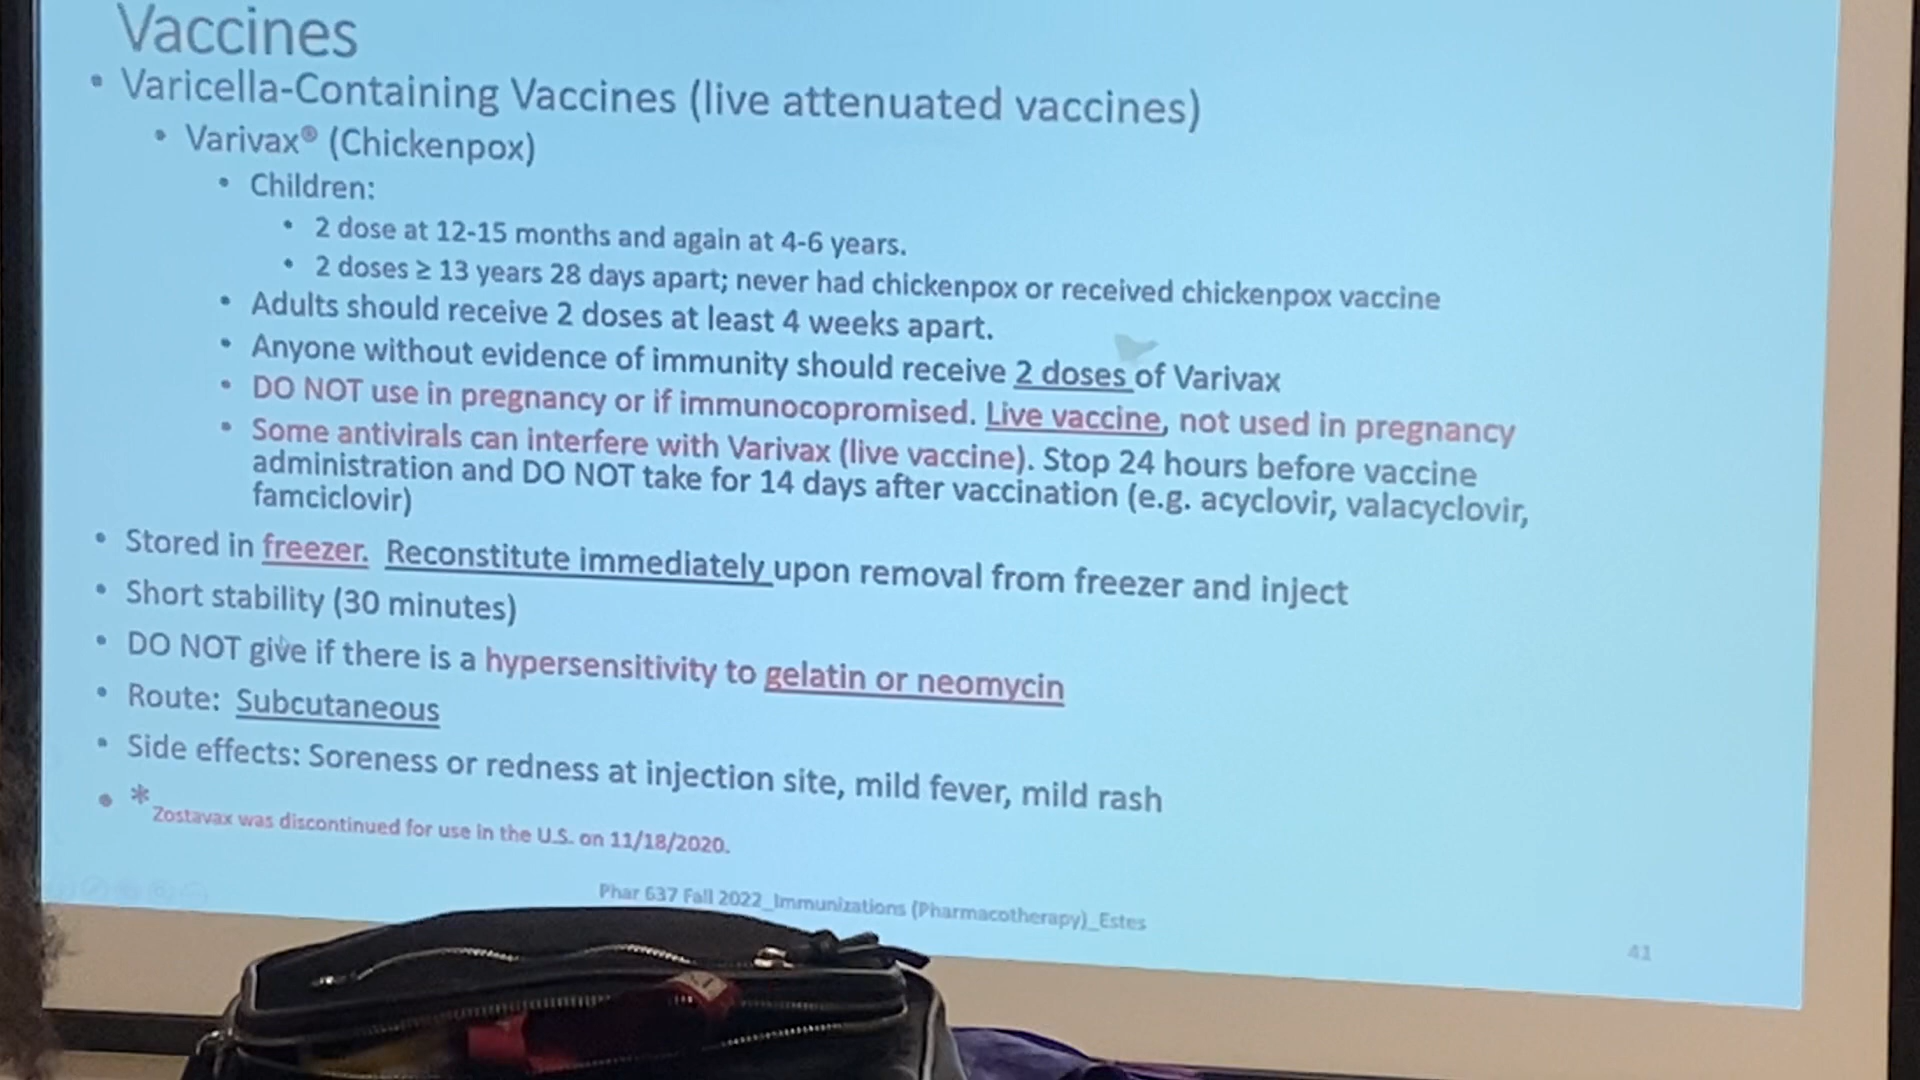 Vaccines
• Varicella-Containing Vaccines (live attenuated vaccines)
• Varivax® (Chickenpox)
• Children:
• 2 dose at 12-15 months and again at 4-6 years.
• 2 doses ≥ 13 years 28 days apart; never had chickenpox or received chickenpox vaccine
• Adults should receive 2 doses at least 4 weeks apart.
• Anyone without evidence of immunity should receive 2 doses of Varivax
• DO NOT use in pregnancy or if immunocopromised. Live vaccine, not used in pregnancy
• Some antivirals can interfere with Varivax (live vaccine). Stop 24 hours before vaccine
administration and DO NOT take for 14 days after vaccination (e.g. acyclovir, valacyclovir,
famciclovir)
• Stored in freezer. Reconstitute immediately upon removal from freezer and inject
• Short stability (30 minutes)
• DO NOT give if there is a hypersensitivity to gelatin or neomycin
• Route: Subcutaneous
• Side effects: Soreness or redness at injection site, mild fever, mild rash
• *Zostavax was discontinued for use in the U.S. on 11/18/2020.
Phar 637 Fall 2022_Immunizations (Pharmacotherapy)_Estes
41